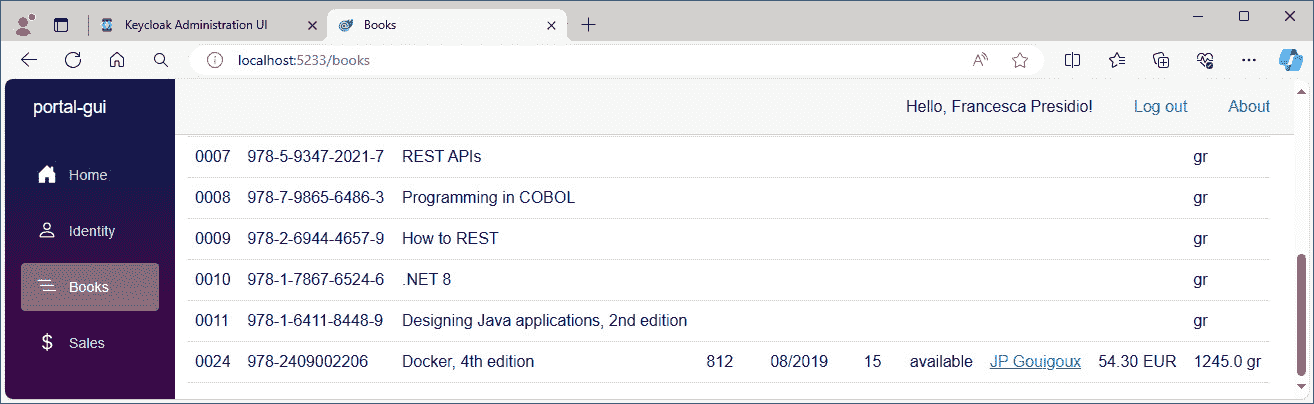 Keycloak Administration UI
Books
localhost:5233/books
portal-gui
Hello, Francesca Presidio! Log out About
Home
Identity
Books
$ Sales
0007 978-5-9347-2021-7 REST APIs gr
0008 978-7-9865-6486-3 Programming in COBOL gr
0009 978-2-6944-4657-9 How to REST gr
0010 978-1-7867-6524-6 .NET 8 gr
0011 978-1-6411-8448-9 Designing Java applications, 2nd edition gr
0024 978-2409002206 Docker, 4th edition 812 08/2019 15 available JP Gouigoux 54.30 EUR 1245.0 gr